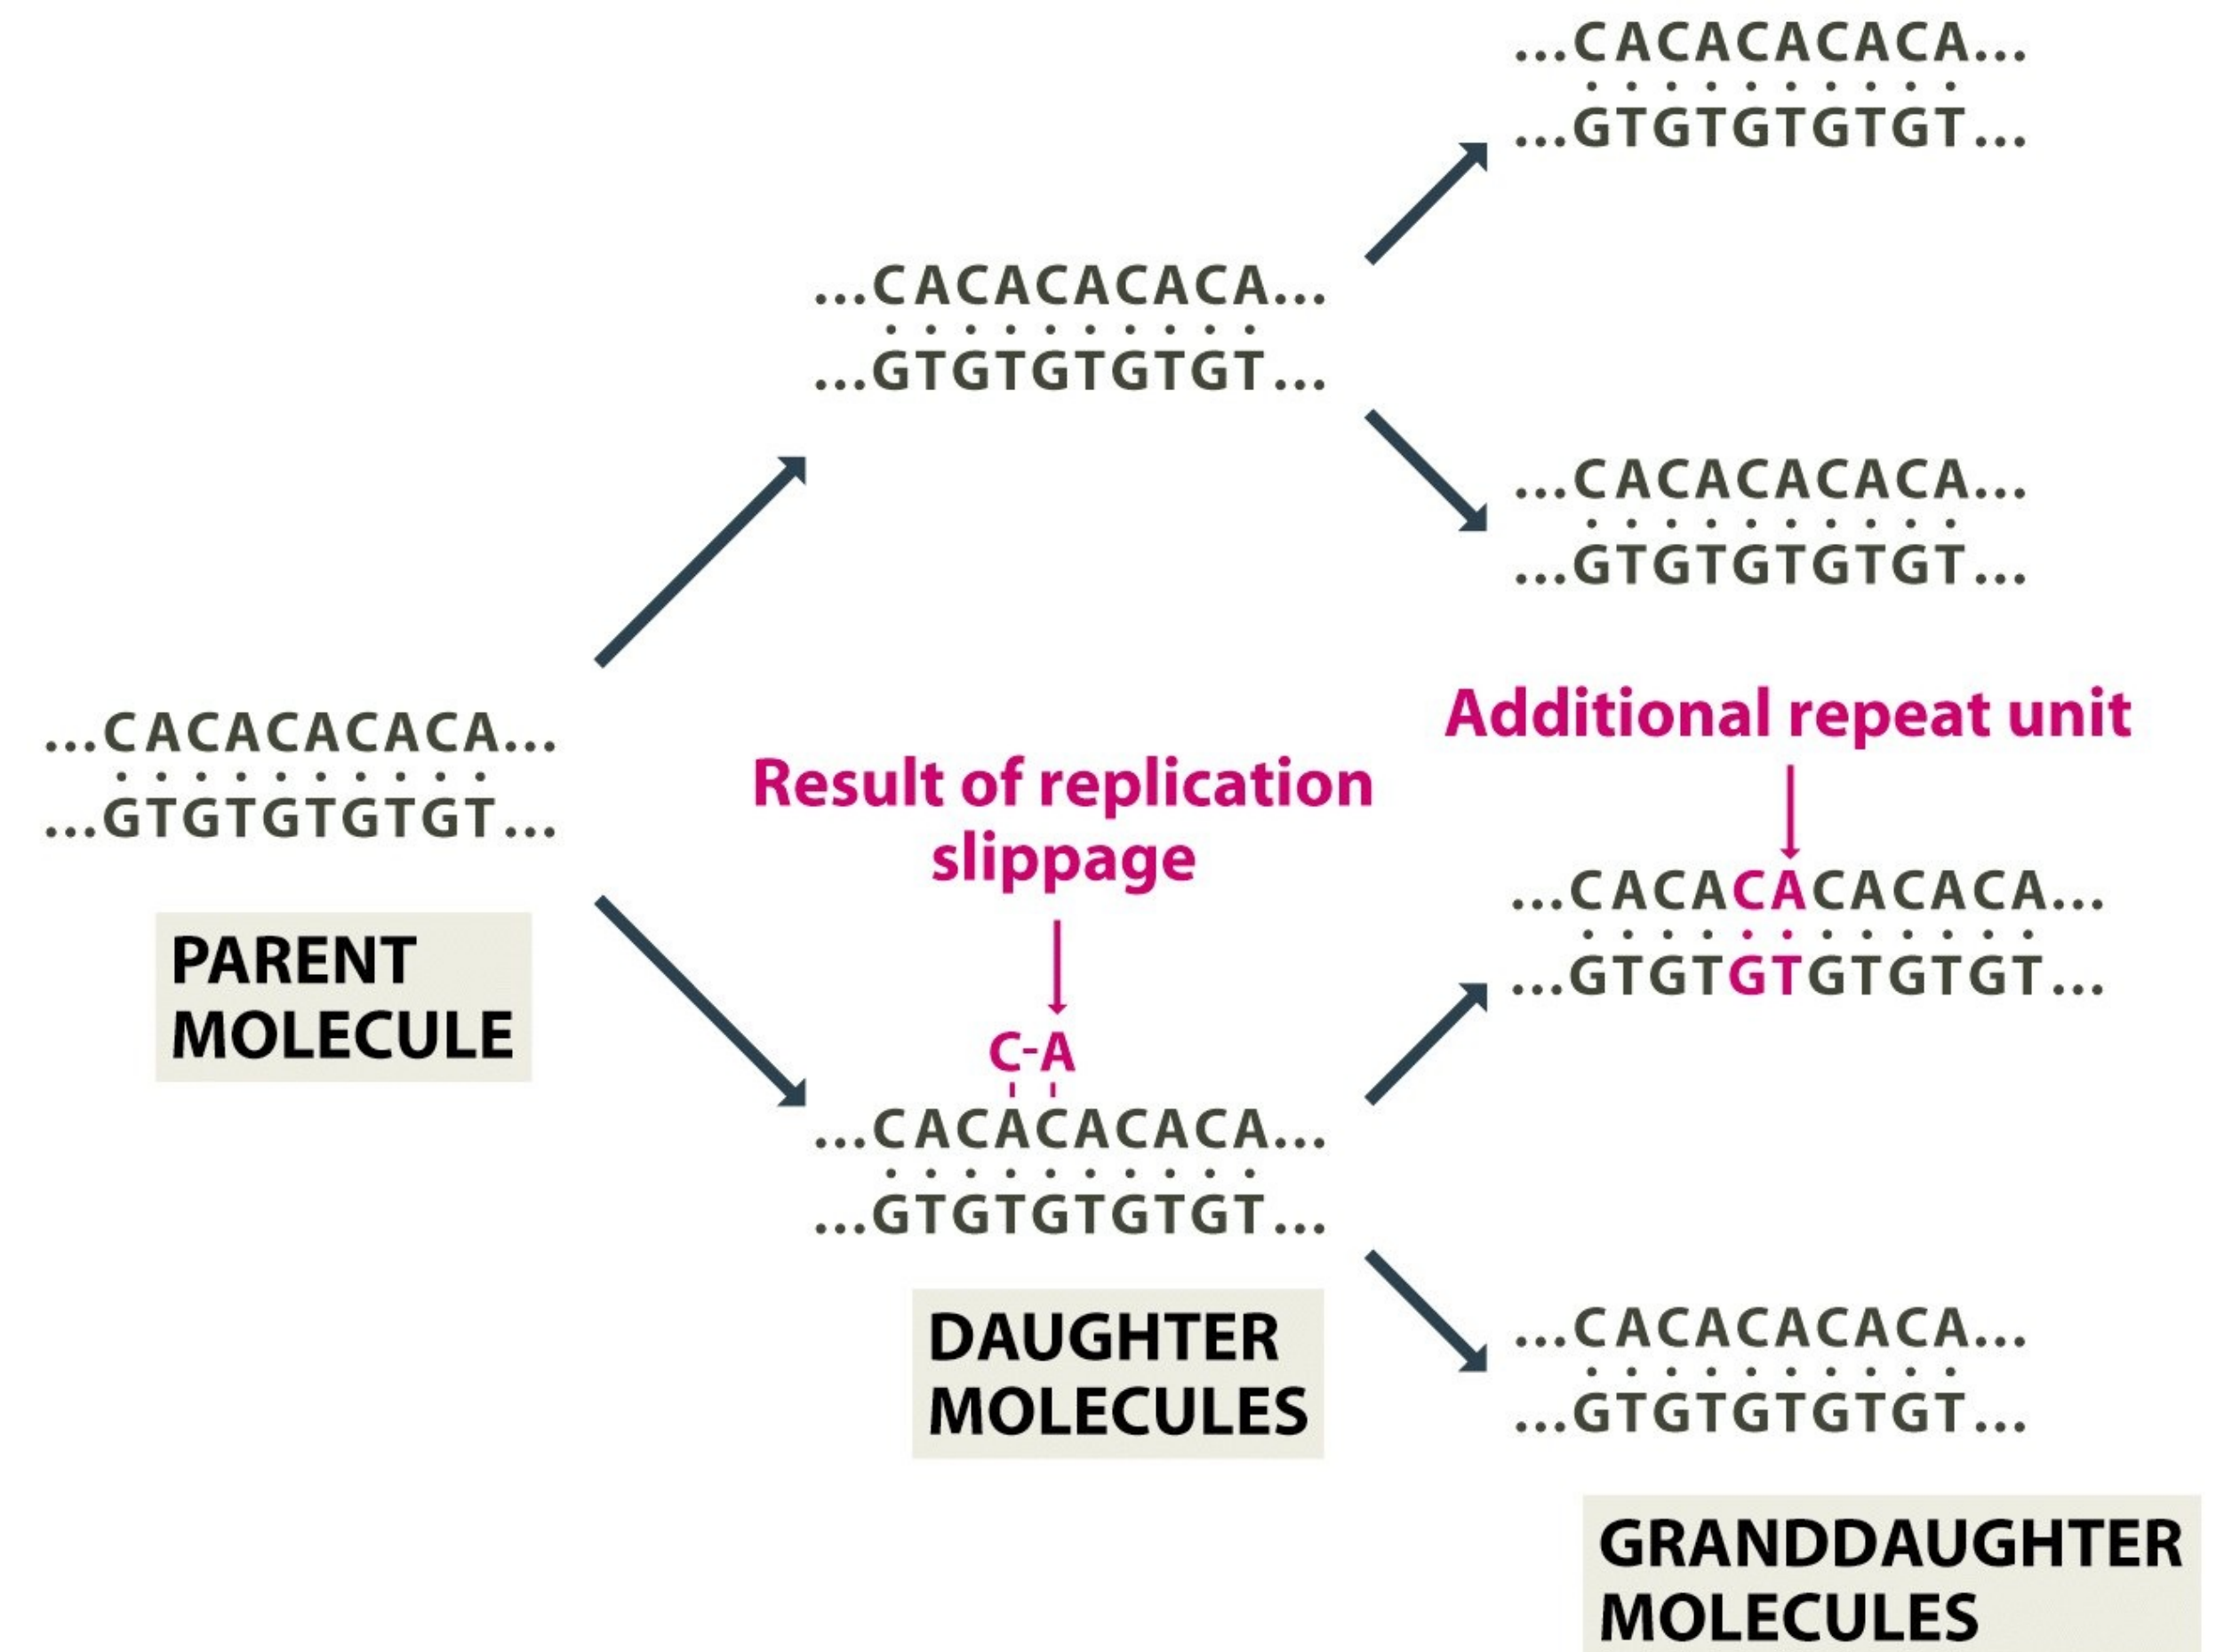 ...CACACACACA...
...GTGTGTGTGT...
PARENT
MOLECULE
...CACACACACA...
...GTGTGTGTGT...
Result of replication
slippage
C-A
...CACACACACA...
...GTGTGTGTGT...
DAUGHTER
MOLECULES
...CACACACACA...
...GTGTGTGTGT...
...CACACACACA...
...GTGTGTGTGT...
Additional repeat unit
...CACACACACACA...
...GTGTGTGTGTGT...
...CACACACACA...
...GTGTGTGTGT...
GRANDDAUGHTER
MOLECULES